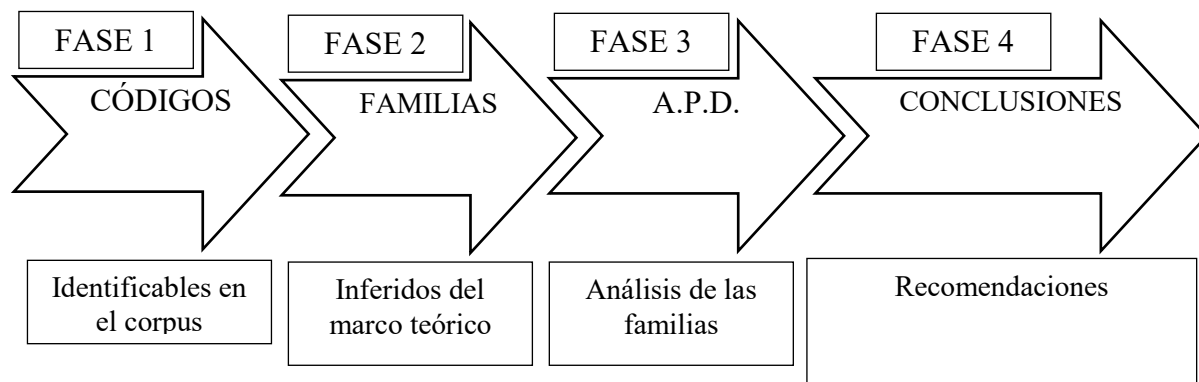 FASE 1
CÓDIGOS
Identificables en
el corpus
FASE 2
FAMILIAS
Inferidos del
marco teórico
FASE 3
A.P.D.
Análisis de las
familias
FASE 4
CONCLUSIONES
Recomendaciones